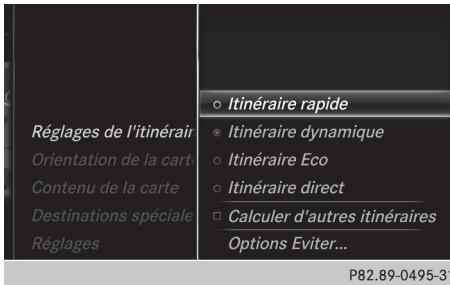 Réglages de l'itinérair
Orientation de la cart
Contenu de la carte
Destinations spéciale
Réglages
Itinéraire rapide
Itinéraire dynamique
Itinéraire Eco
Itinéraire direct
Calculer d'autres itinéraires
Options Eviter...
P82.89-0495-31